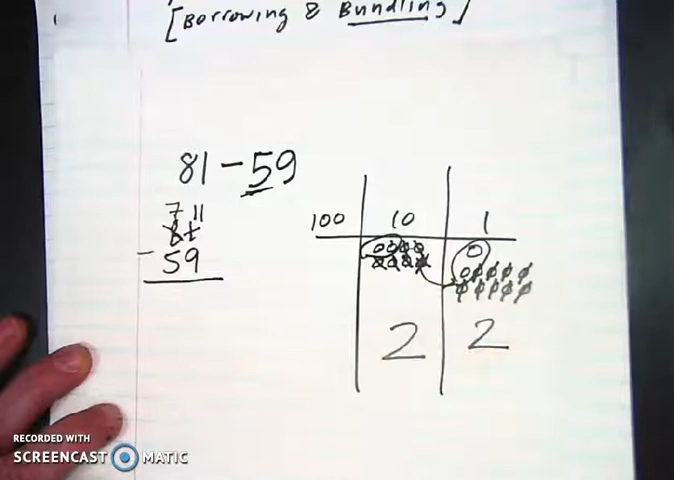 [Borrowing & Bundling]
81 - 59
7 11
81
- 59
100 10 1
2 2
RECORDED WITH
SCREENCAST O MATIC